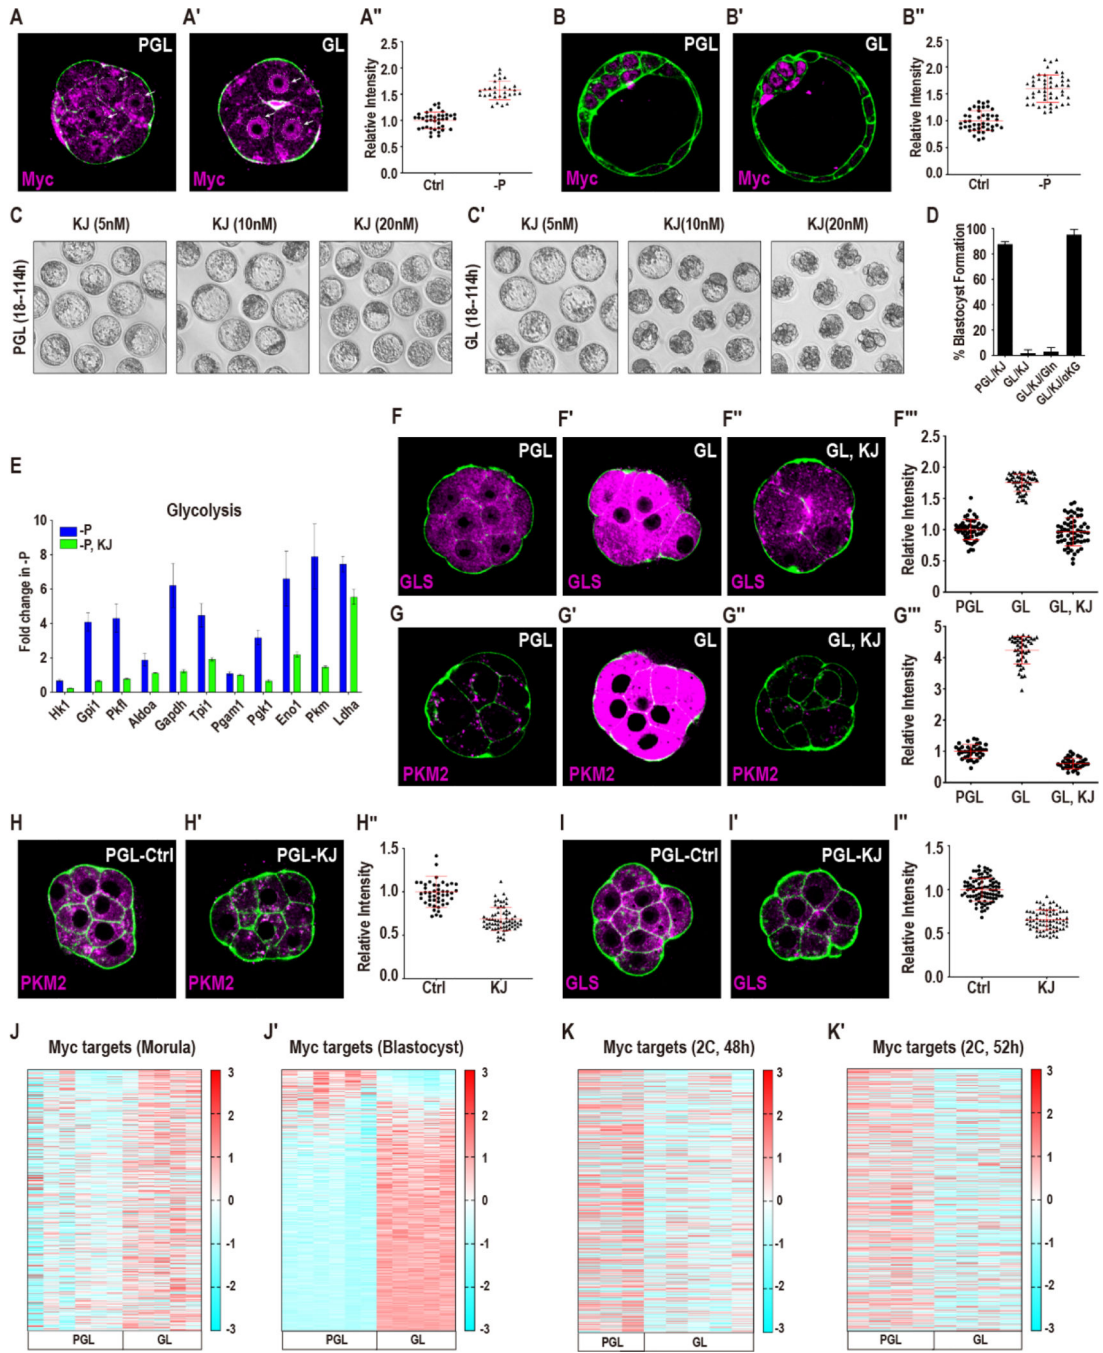 A A' A" B B' B"
PGL GL PGL GL
Myc Myc Myc Myc
Relative Intensity
2.5
2.0
1.5
1.0
0.5
0.0
Ctrl -P
Relative Intensity
2.5
2.0
1.5
1.0
0.5
0.0
Ctrl -P
C C' D
KJ (5nM) KJ (10nM) KJ (20nM)
PGL (18--114h)
KJ (5nM) KJ(10nM) KJ(20nM)
GL (18--114h)
% Blastocyst Formation
100
80
60
40
20
0
PGL/KJ GL/KJ GL/KJ/Gln GL/KJ/αKG
E
Glycolysis
-P
-P, KJ
Fold change in -P
10
8
6
4
2
0
Hk1 Gpi1 Pkfl Aldoa Gapdh Tpi1 Pgam1 Pgk1 Eno1 Pkm Ldha
F F' F" F"'
PGL GL GL, KJ
GLS GLS GLS
Relative Intensity
2.5
2.0
1.5
1.0
0.5
0
PGL GL GL, KJ
G G' G" G"'
PGL GL GL, KJ
PKM2 PKM2 PKM2
Relative Intensity
5
4
3
2
1
0
PGL GL GL, KJ
H H' H" I I' I"
PGL-Ctrl PGL-KJ
PKM2 PKM2
Relative Intensity
1.5
1.0
0.5
0.0
Ctrl KJ
PGL-Ctrl PGL-KJ
GLS GLS
Relative Intensity
1.5
1.0
0.5
0.0
Ctrl KJ
J J' K K'
Myc targets (Morula)
3
2
1
0
-1
-2
-3
PGL GL
Myc targets (Blastocyst)
3
2
1
0
-1
-2
-3
PGL GL
Myc targets (2C, 48h)
3
2
1
0
-1
-2
-3
PGL GL
Myc targets (2C, 52h)
3
2
1
0
-1
-2
-3
PGL GL